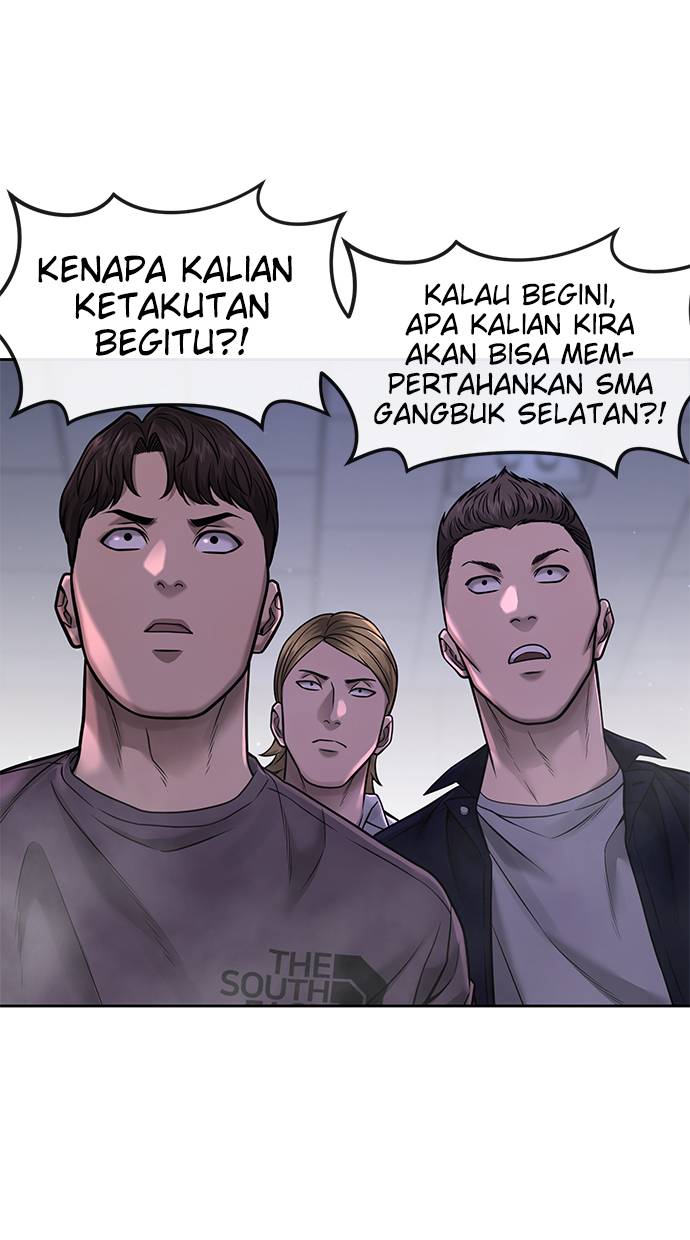 KENAPA KALIAN
KETAKUTAN
BEGITU?!
KALAU BEGINI,
APA KALIAN KIRA
AKAN BISA MEM-
PERTAHANKAN SMA
GANGBUK SELATAN?!
THE
SOUTH